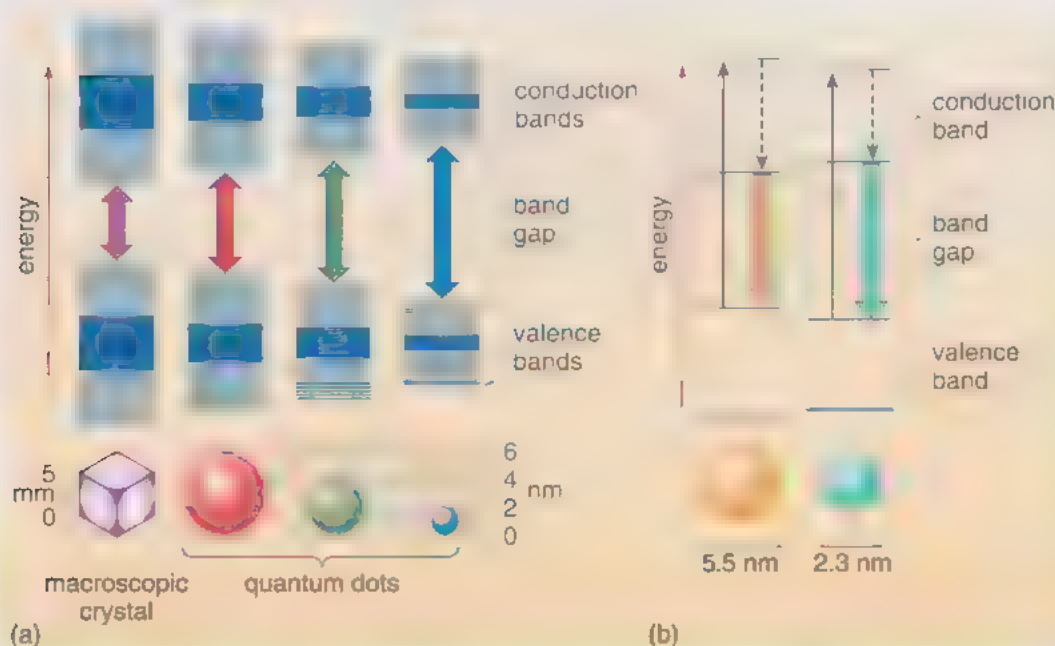 energy
conduction
bands
band
gap
valence
bands
5
mm
0
6
4
nm
2
0
macroscopic
crystal
quantum dots
(a)
energy
conduction
band
band
gap
valence
band
5.5 nm
2.3 nm
(b)